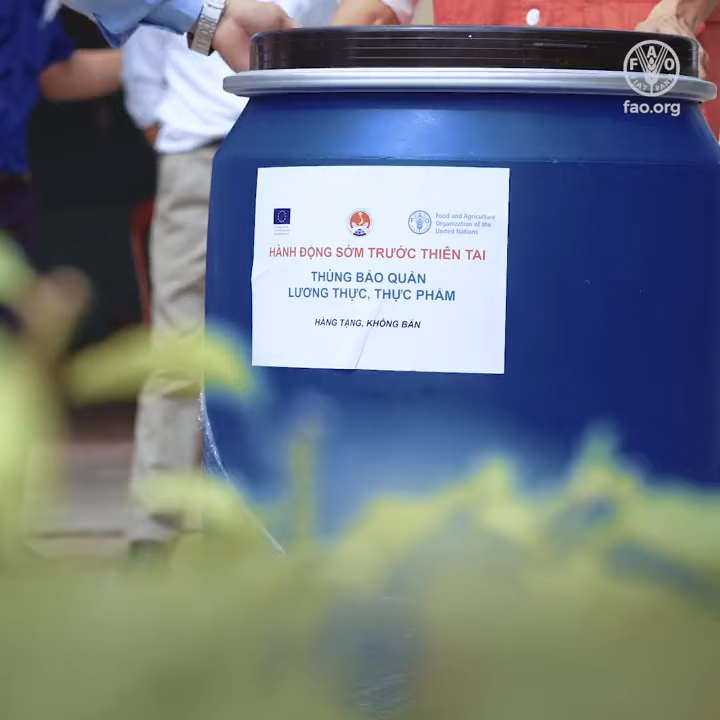 FAO
fao.org
Food and Agriculture
Organization of the
United Nations
HÀNH ĐỘNG SỚM TRƯỚC THIÊN TAI
THÙNG BẢO QUẢN
LƯƠNG THỰC, THỰC PHẨM
HÀNG TẶNG, KHÔNG BÁN